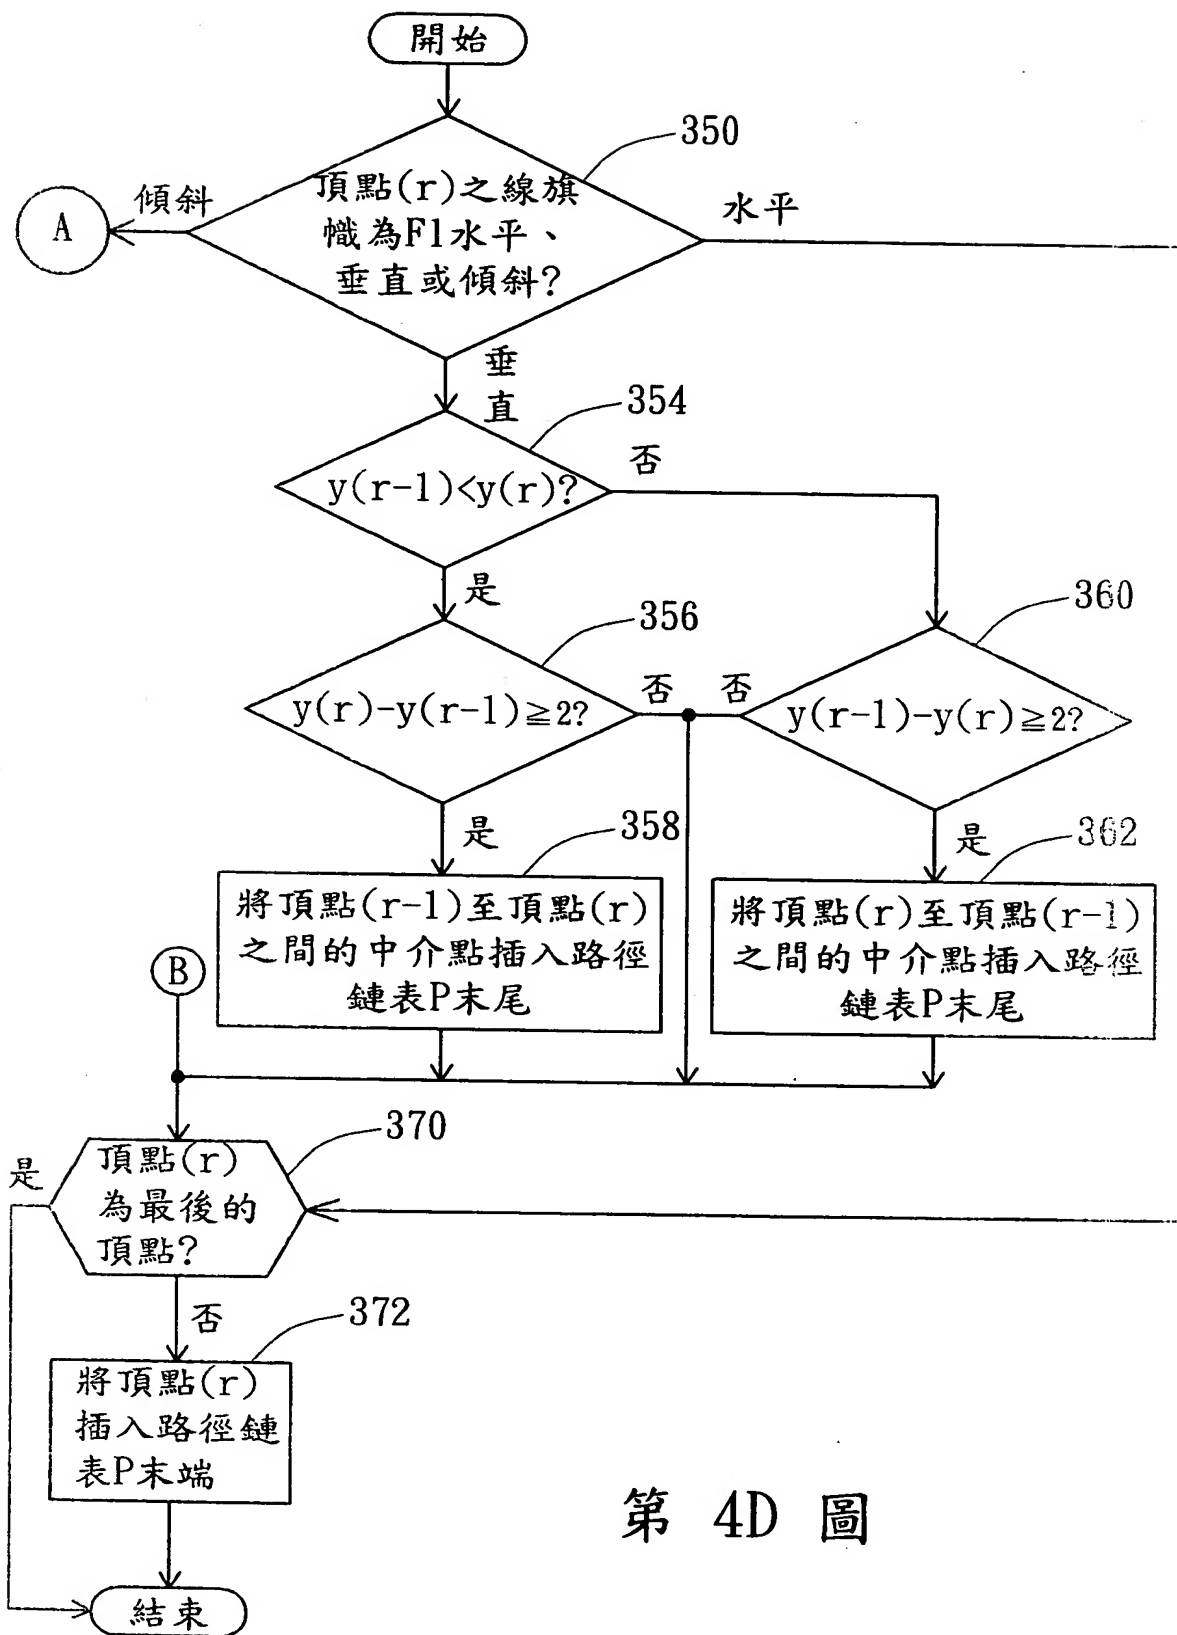 開始
350
頂點(r)之線旗
幟為F1水平、
垂直或傾斜?
傾斜
A
水平
垂
直
354
y(r-1)<y(r)?
否
是
356
360
y(r)-y(r-1)≧2?
否
否
y(r-1)-y(r)≧2?
是
358
是
362
將頂點(r-1)至頂點(r)
之間的中介點插入路徑
鏈表P末尾
將頂點(r)至頂點(r-1)
之間的中介點插入路徑
鏈表P末尾
B
370
是
頂點(r)
為最後的
頂點?
否
372
將頂點(r)
插入路徑鏈
表P末端
第 4D 圖
結束